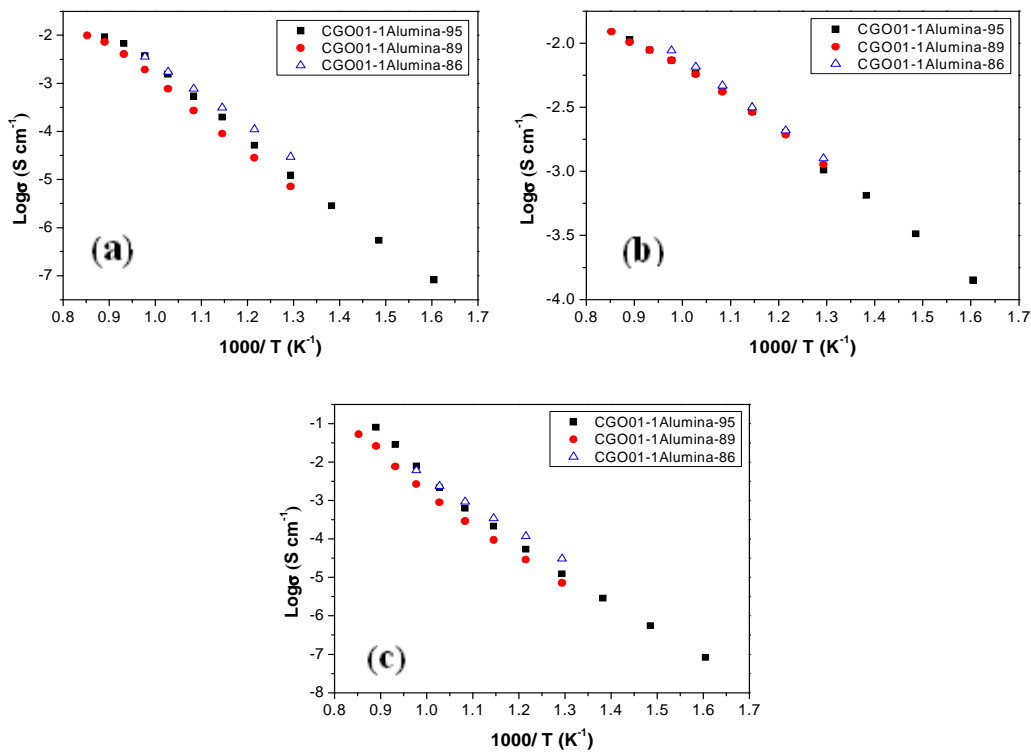 CGO01-1Alumina-95
CGO01-1Alumina-89
CGO01-1Alumina-86
-1
-2
-3
-4
-5
-6
-7
Logσ (S cm⁻¹)
(a)
0.8 0.9 1.0 1.1 1.2 1.3 1.4 1.5 1.6 1.7
1000/ T (K⁻¹)
CGO01-1Alumina-95
CGO01-1Alumina-89
CGO01-1Alumina-86
-2.0
-2.5
-3.0
-3.5
-4.0
Logσ (S cm⁻¹)
(b)
0.8 0.9 1.0 1.1 1.2 1.3 1.4 1.5 1.6 1.7
1000/ T (K⁻¹)
CGO01-1Alumina-95
CGO01-1Alumina-89
CGO01-1Alumina-86
-1
-2
-3
-4
-5
-6
-7
-8
Logσ (S cm⁻¹)
(c)
0.8 0.9 1.0 1.1 1.2 1.3 1.4 1.5 1.6 1.7
1000/ T (K⁻¹)